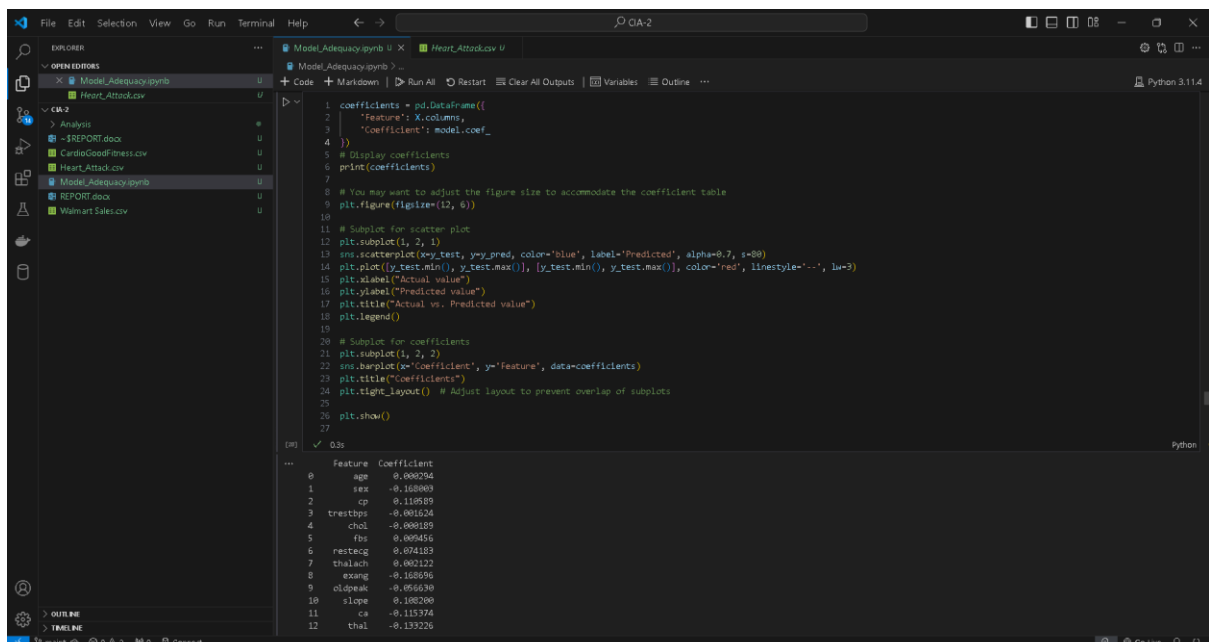 File Edit Selection View Go Run Terminal Help
CIA-2
EXPLORER
OPEN EDITORS
Model_Adequacy.ipynb U
Heart_Attack.csv U
CIA-2
Analysis
~$REPORT.docx U
CardioGoodFitness.csv U
Heart_Attack.csv U
Model_Adequacy.ipynb U
REPORT.docx U
Walmart Sales.csv U
OUTLINE
TIMELINE
Model_Adequacy.ipynb U
Heart_Attack.csv U
Model_Adequacy.ipynb > ...
+ Code + Markdown Run All Restart Clear All Outputs Variables Outline ...
Python 3.11.4
1 coefficients = pd.DataFrame({
2 'Feature': X.columns,
3 'Coefficient': model.coef_
4 })
5 # Display coefficients
6 print(coefficients)
7
8 # You may want to adjust the figure size to accommodate the coefficient table
9 plt.figure(figsize=(12, 6))
10
11 # Subplot for scatter plot
12 plt.subplot(1, 2, 1)
13 sns.scatterplot(x=y_test, y=y_pred, color='blue', label='Predicted', alpha=0.7, s=80)
14 plt.plot([y_test.min(), y_test.max()], [y_test.min(), y_test.max()], color='red', linestyle='--', lw=3)
15 plt.xlabel("Actual value")
16 plt.ylabel("Predicted value")
17 plt.title("Actual vs. Predicted value")
18 plt.legend()
19
20 # Subplot for coefficients
21 plt.subplot(1, 2, 2)
22 sns.barplot(x='Coefficient', y='Feature', data=coefficients)
23 plt.title("Coefficients")
24 plt.tight_layout() # Adjust layout to prevent overlap of subplots
25
26 plt.show()
27
0.3s
Python
Feature Coefficient
0 age 0.000294
1 sex -0.168003
2 cp 0.110589
3 trestbps -0.001624
4 chol -0.000189
5 fbs 0.009456
6 restecg 0.074183
7 thalach 0.002122
8 exang -0.168696
9 oldpeak -0.056630
10 slope 0.108200
11 ca -0.115374
12 thal -0.133226